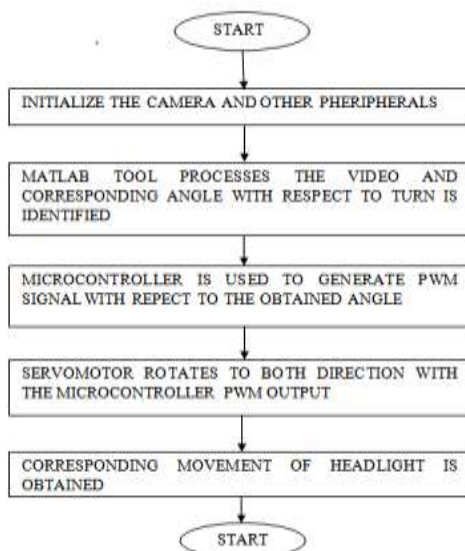 START
INITIALIZE THE CAMERA AND OTHER PHERIPHERALS
MATLAB TOOL PROCESSES THE VIDEO AND
CORRESPONDING ANGLE WITH RESPECT TO TURN IS
IDENTIFIED
MICROCONTROLLER IS USED TO GENERATE PWM
SIGNAL WITH REPECT TO THE OBTAINED ANGLE
SERVOMOTOR ROTATES TO BOTH DIRECTION WITH
THE MICROCONTROLLER PWM OUTPUT
CORRESPONDING MOVEMENT OF HEADLIGHT IS
OBTAINED
START